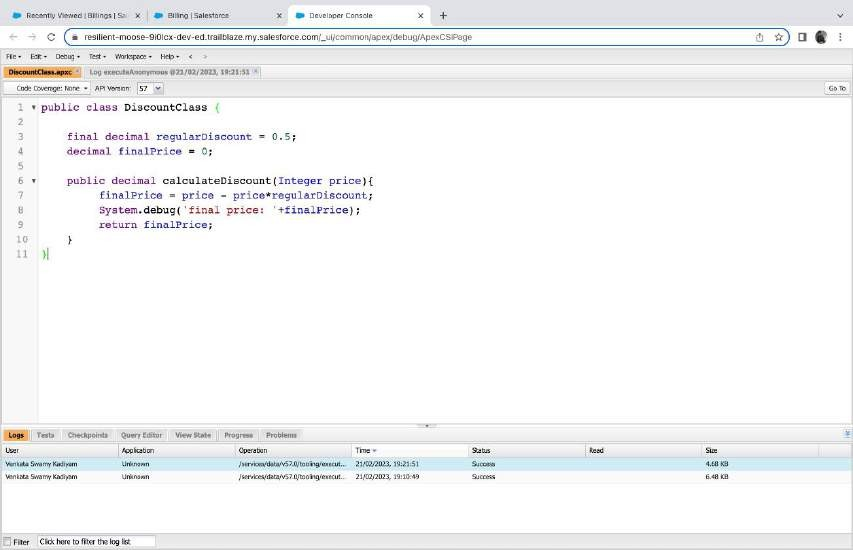 Recently Viewed | Billings | Sal
Billing | Salesforce
Developer Console
resilient-moose-9i0lcx-dev-ed.trailblaze.my.salesforce.com/_ui/common/apex/debug/ApexCSIPage
File Edit Debug Test Workspace Help < >
DiscountClass.apxc
Log executeAnonymous @21/02/2023, 19:21:51
Code Coverage: None API Version: 57 Go To
1 public class DiscountClass {
2
3 final decimal regularDiscount = 0.5;
4 decimal finalPrice = 0;
5
6 public decimal calculateDiscount(Integer price){
7 finalPrice = price - price*regularDiscount;
8 System.debug('final price: '+finalPrice);
9 return finalPrice;
10 }
11 }
Logs Tests Checkpoints Query Editor View State Progress Problems
User Application Operation Time Status Read Size
Venkata Swamy Kadiyam Unknown /services/data/v57.0/tooling/execut... 21/02/2023, 19:21:51 Success 4.68 KB
Venkata Swamy Kadiyam Unknown /services/data/v57.0/tooling/execut... 21/02/2023, 19:10:49 Success 6.48 KB
Filter Click here to filter the log list